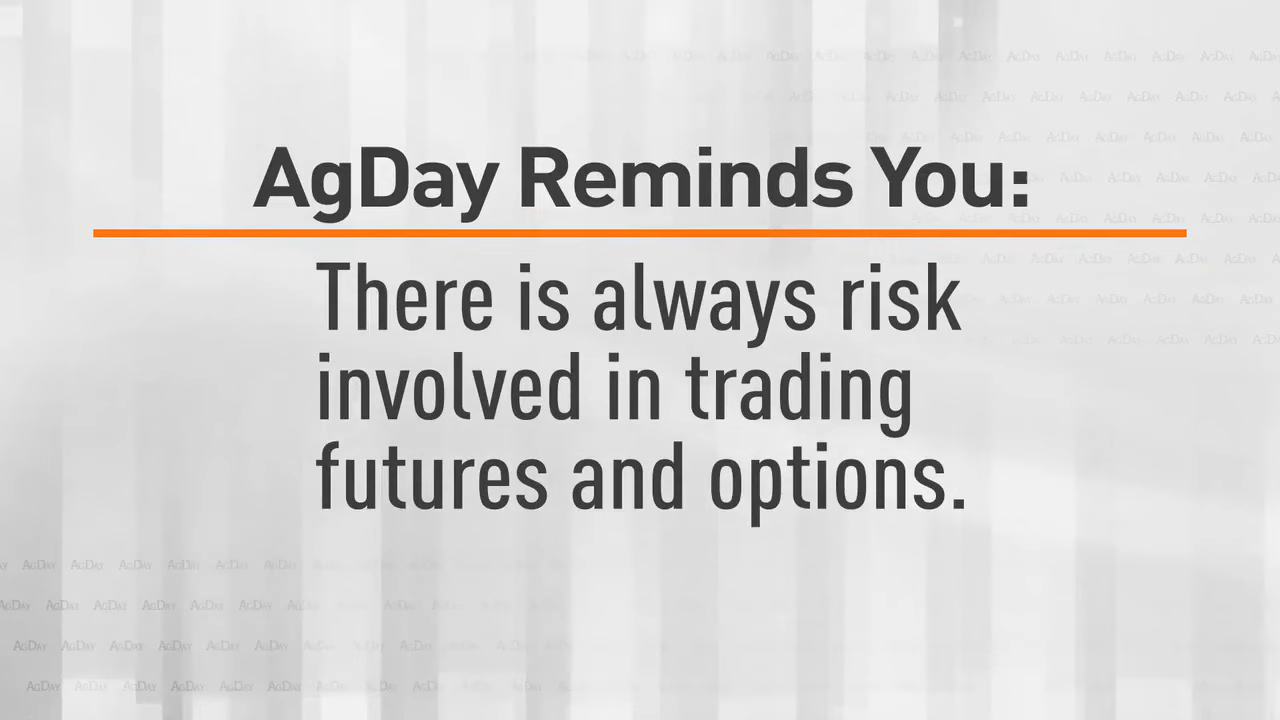 AgDay Reminds You:
There is always risk
involved in trading
futures and options.